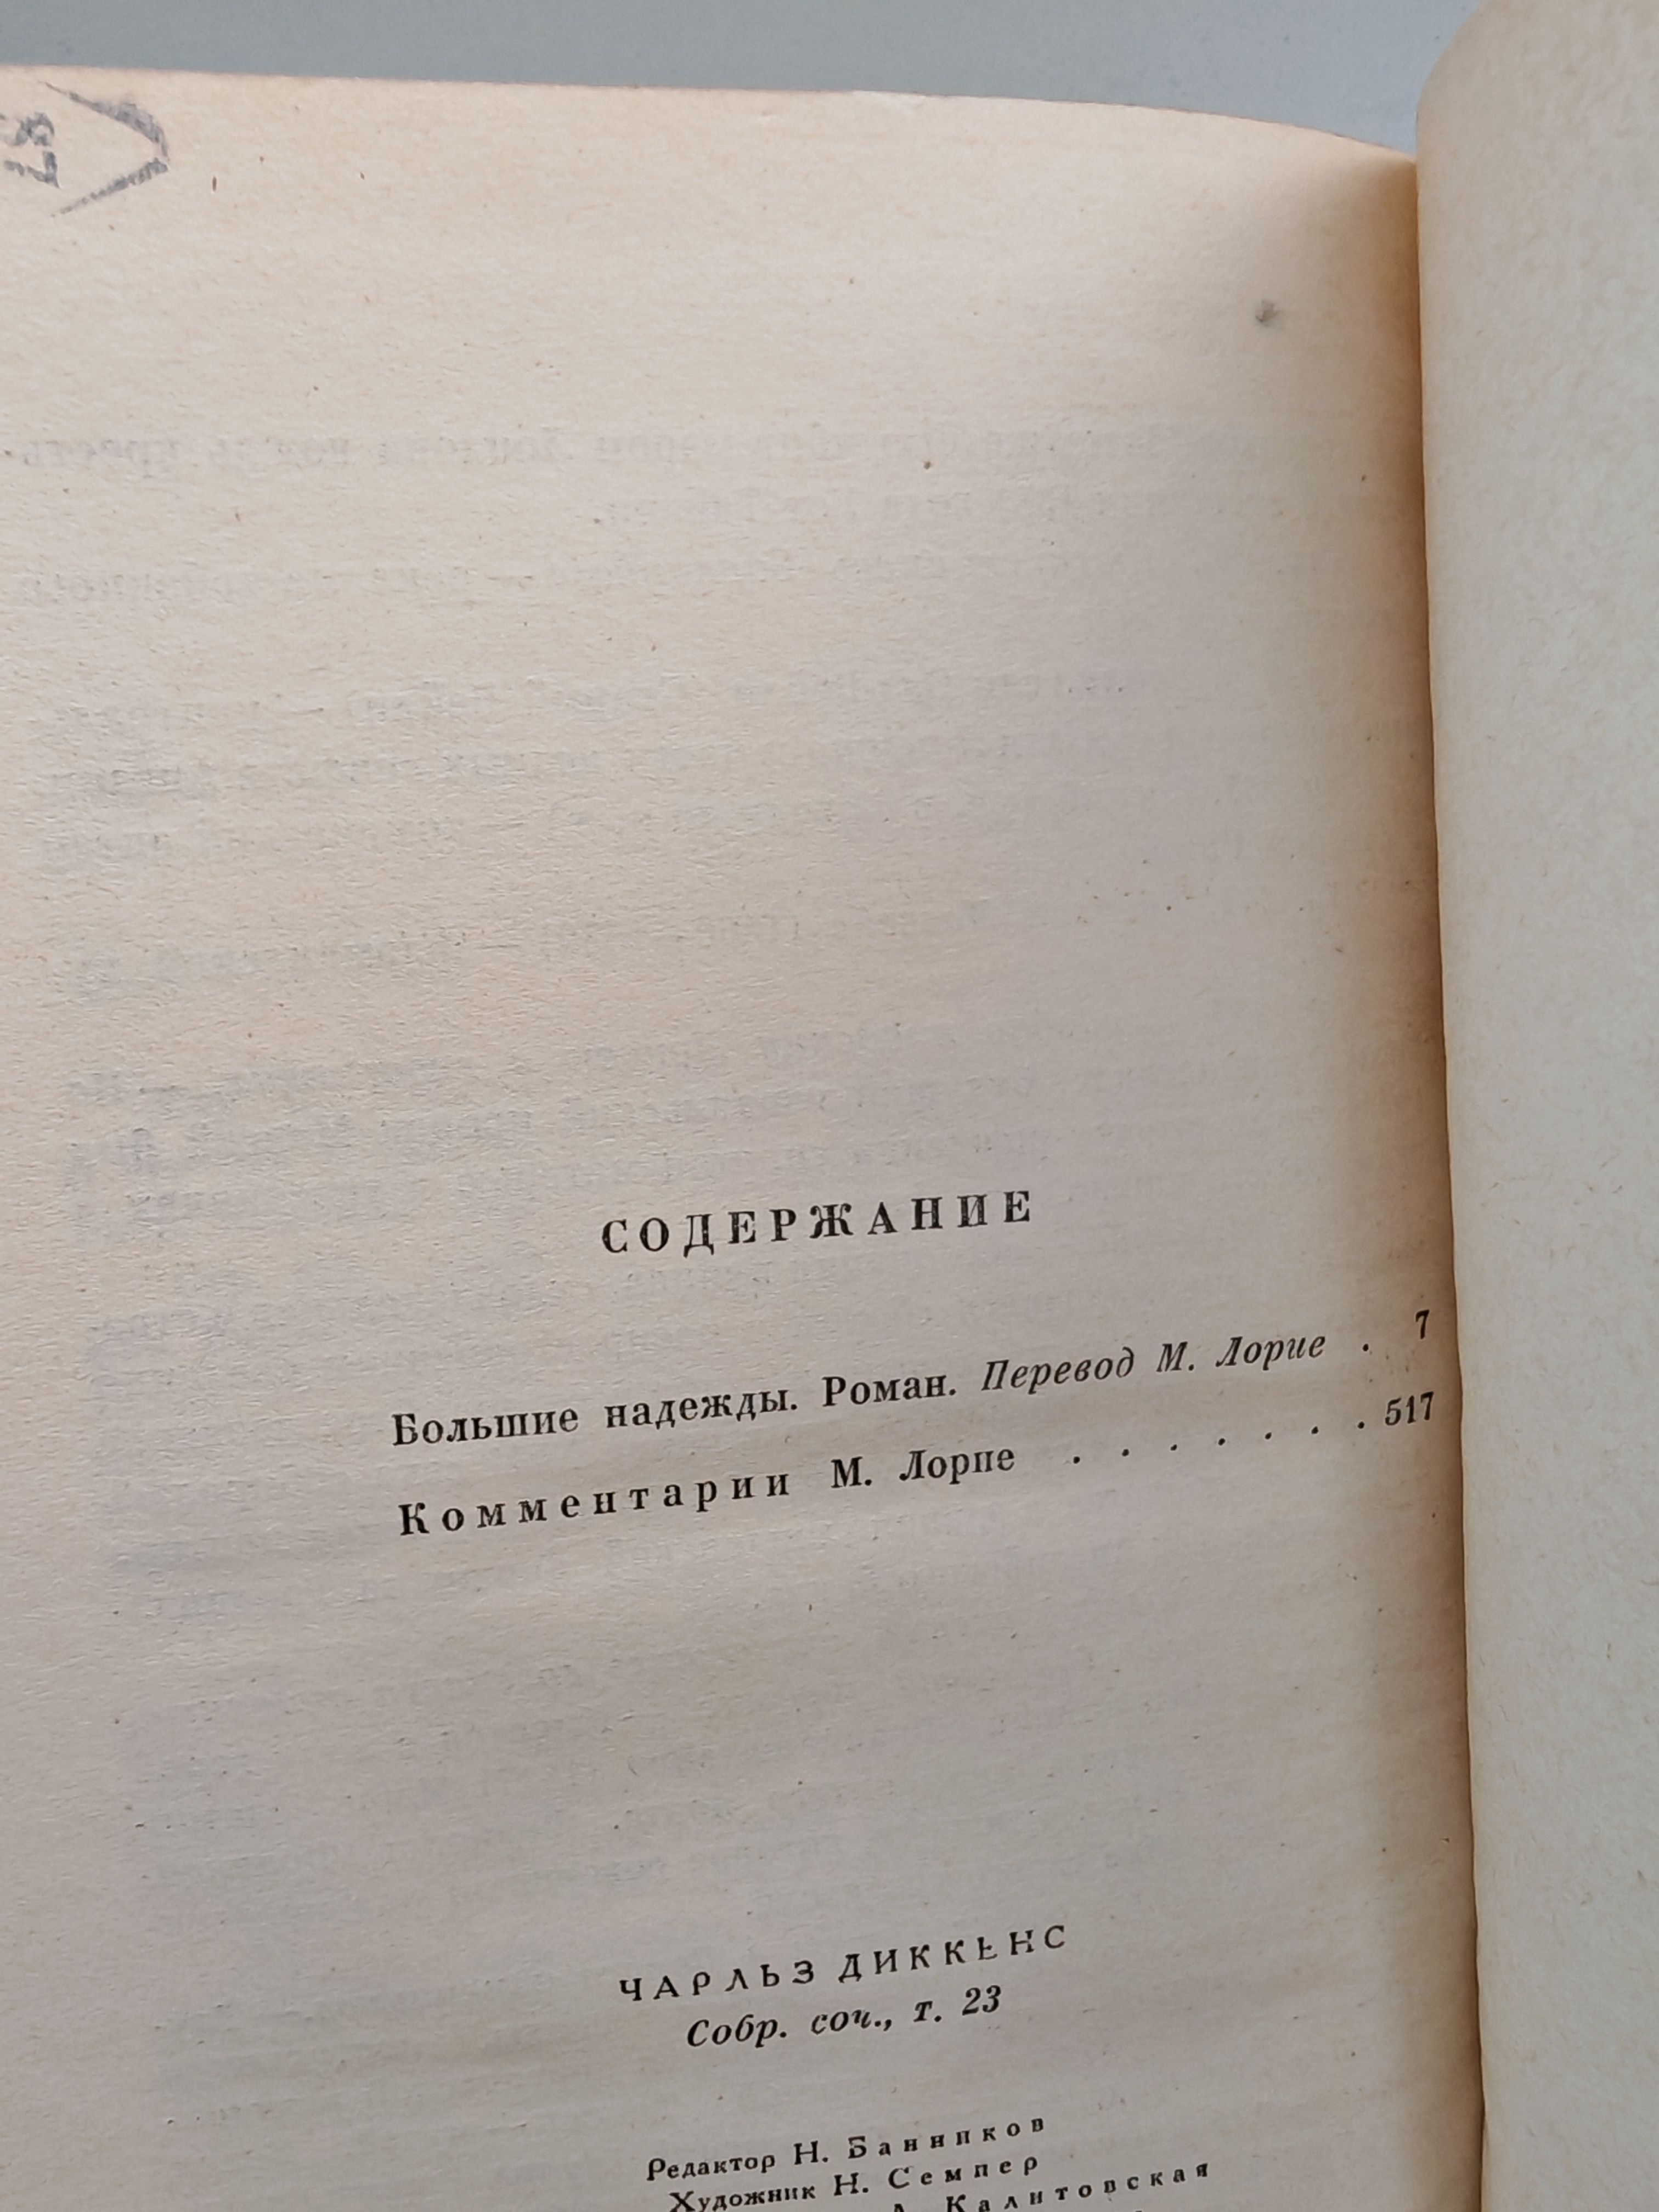 СОДЕРЖАНИЕ
Большие надежды. Роман. Перевод М. Лорие . 7
Комментарии М. Лорие . . . . . . . 517
ЧАРЛЬЗ ДИККЕНС
Собр. соч., т. 23
Редактор Н. Банников
Художник Н. Семпер
Калитовская